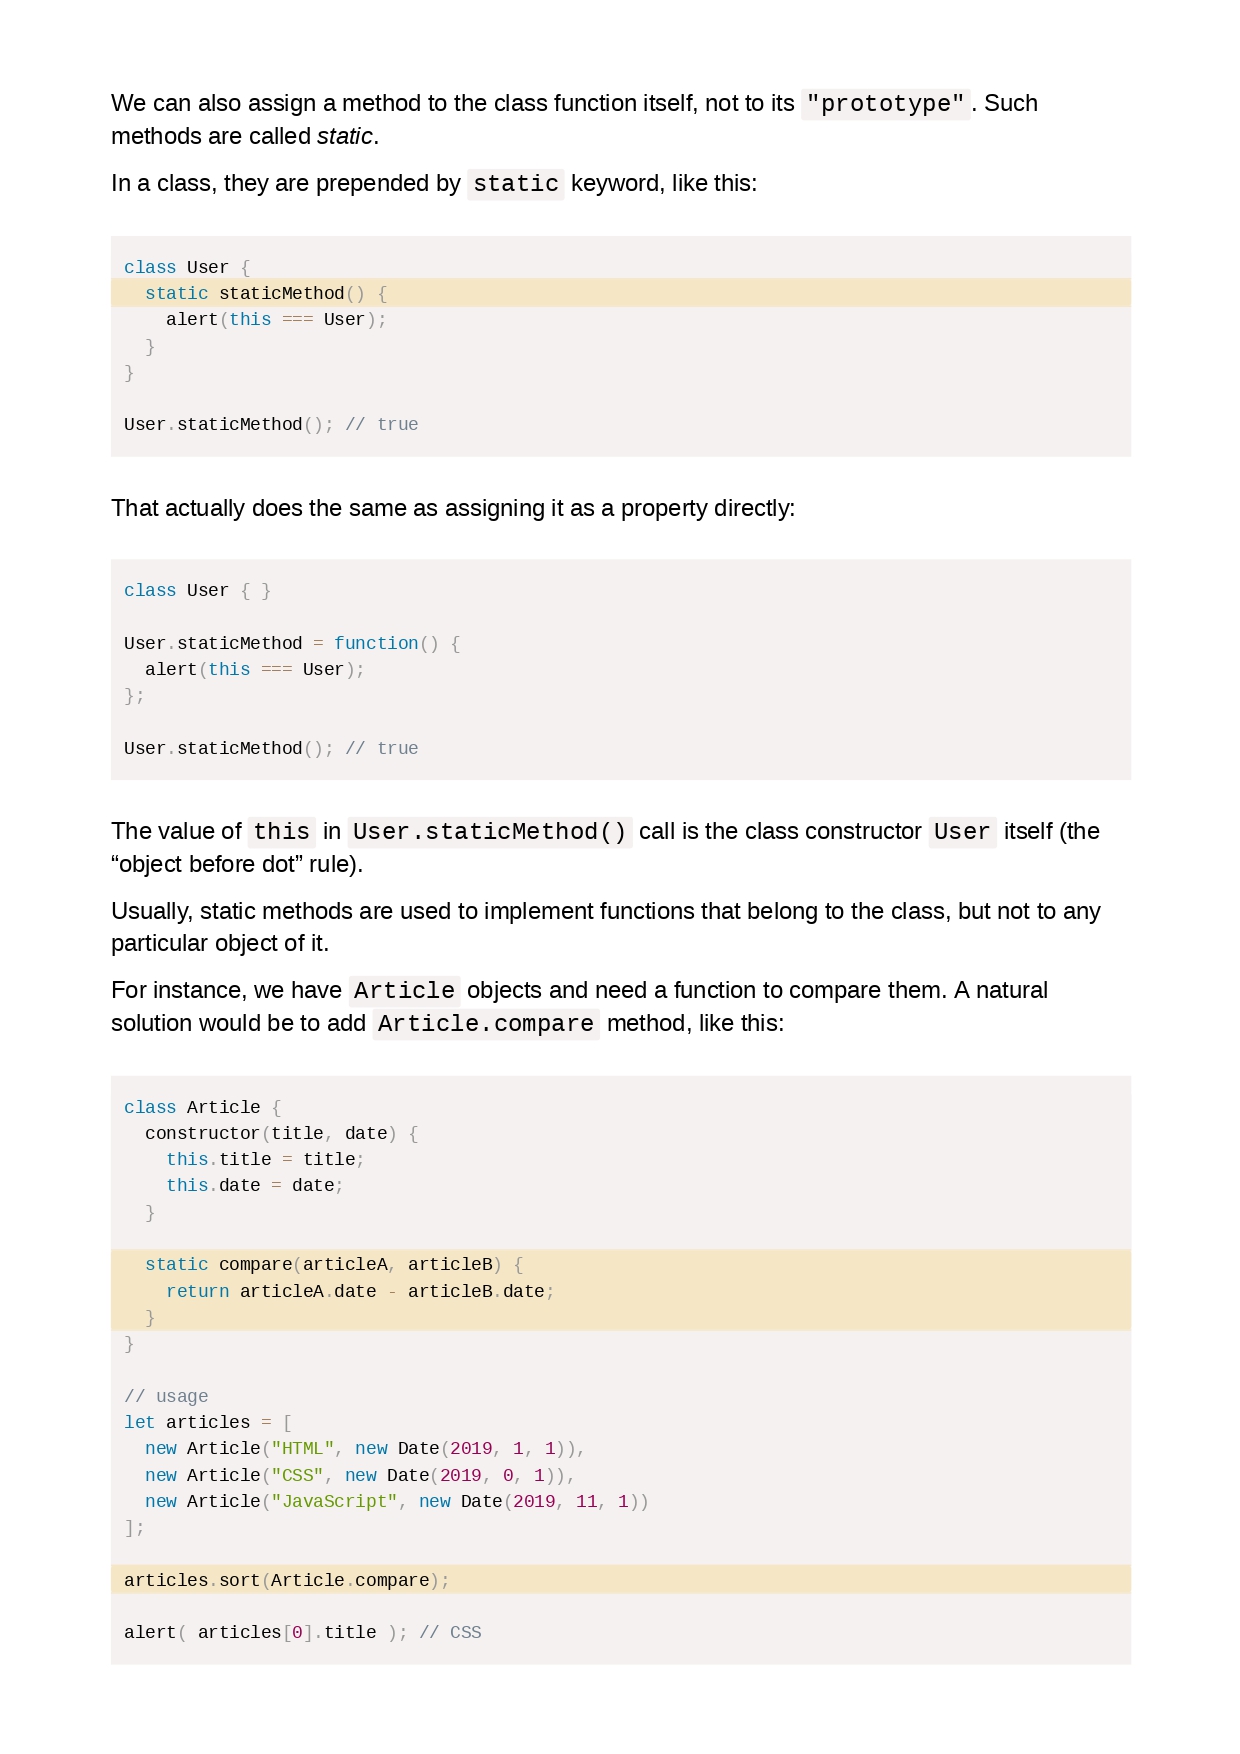 We can also assign a method to the class function itself, not to its "prototype". Such
methods are called static.
In a class, they are prepended by static keyword, like this:
class User {
  static staticMethod() {
    alert(this === User);
  }
}
User.staticMethod(); // true
That actually does the same as assigning it as a property directly:
class User { }
User.staticMethod = function() {
  alert(this === User);
};
User.staticMethod(); // true
The value of this in User.staticMethod() call is the class constructor User itself (the
“object before dot” rule).
Usually, static methods are used to implement functions that belong to the class, but not to any
particular object of it.
For instance, we have Article objects and need a function to compare them. A natural
solution would be to add Article.compare method, like this:
class Article {
  constructor(title, date) {
    this.title = title;
    this.date = date;
  }
  static compare(articleA, articleB) {
    return articleA.date - articleB.date;
  }
}
// usage
let articles = [
  new Article("HTML", new Date(2019, 1, 1)),
  new Article("CSS", new Date(2019, 0, 1)),
  new Article("JavaScript", new Date(2019, 11, 1))
];
articles.sort(Article.compare);
alert( articles[0].title ); // CSS